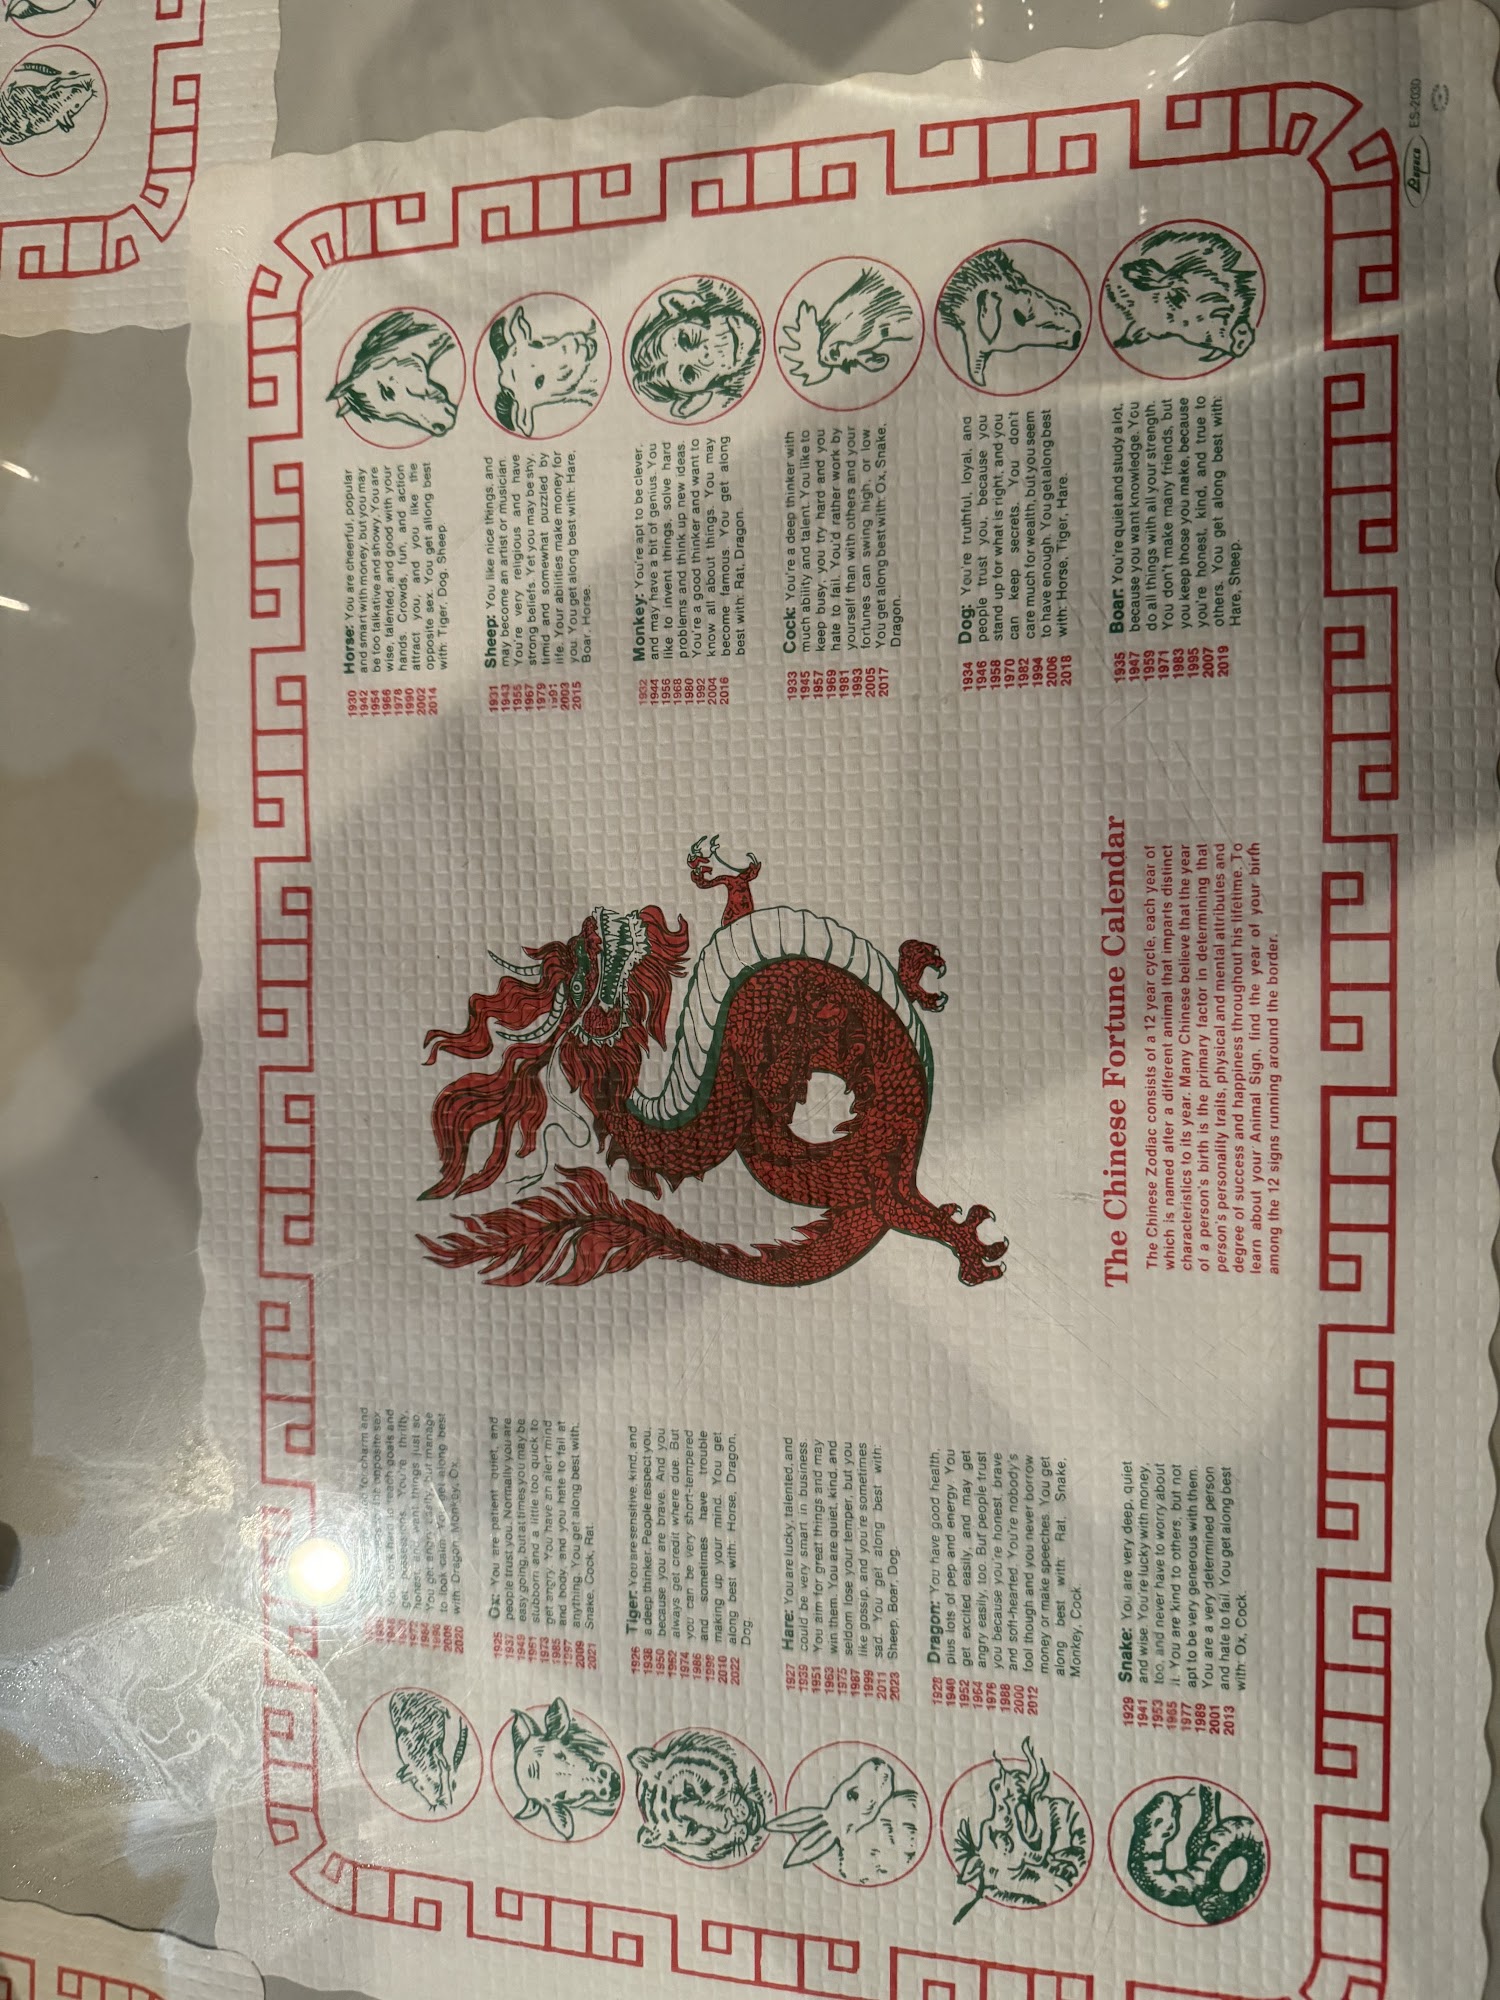 The Chinese Fortune Calendar
The Chinese Zodiac consists of a 12 year cycle, each year of
which is named after a different animal that imparts distinct
characteristics to its year. Many Chinese believe that the year
of a person's birth is the primary factor in determining that
person's personality traits, physical and mental attributes and
degree of success and happiness throughout his lifetime. To
learn about your Animal Sign, find the year of your birth
among the 12 signs running around the border.
for charm and
the opposite sex.
You work hard to reach goals and
get possessions. You're thrifty,
honest and want things just so.
You get angry easily but manage
to look calm. You get along best
with: Dragon, Monkey, Ox.
1972
2008
2020
Ox: You are patient, quiet, and
people trust you. Normally you are
easy going, but at times you may be
stubborn and a little too quick to
get angry. You have an alert mind
and body, and you hate to fail at
anything. You get along best with:
Snake, Cock, Rat.
1925
1937
1949
1961
1973
1985
1997
2009
2021
Tiger: You are sensitive, kind, and
a deep thinker. People respect you,
because you are brave. And you
always get credit where due. But
you can be very short-tempered
and sometimes have trouble
making up your mind. You get
along best with: Horse, Dragon,
Dog.
1926
1938
1950
1962
1974
1986
1998
2010
2022
Hare: You are lucky, talented, and
could be very smart in business.
You aim for great things and may
win them. You are quiet, kind, and
seldom lose your temper, but you
like gossip, and you're sometimes
sad. You get along best with:
Sheep, Boar, Dog.
1927
1939
1951
1963
1975
1987
1999
2011
2023
Dragon: You have good health,
plus lots of pep and energy. You
get excited easily, and may get
angry easily, too. But people trust
you because you're honest, brave
and soft-hearted. You're nobody's
fool though and you never borrow
money or make speeches. You get
along best with: Rat, Snake,
Monkey, Cock.
1928
1940
1952
1964
1976
1988
2000
2012
Snake: You are very deep, quiet
and wise. You're lucky with money,
too, and never have to worry about
it. You are kind to others, but not
apt to be very generous with them.
You are a very determined person
and hate to fail. You get along best
with: Ox, Cock.
1929
1941
1953
1965
1977
1989
2001
2013
Horse: You are cheerful, popular
and smart with money, but you may
be too talkative and showy. You are
wise, talented, and good with your
hands. Crowds, fun, and action
attract you, and you like the
opposite sex. You get allong best
with: Tiger, Dog, Sheep.
1930
1942
1954
1966
1978
1990
2002
2014
Sheep: You like nice things, and
may become an artist or musician.
You're very religious and have
strong beliefs. Yet you may be shy,
timid and somewhat puzzled by
life. Your abilities make money for
you. You get along best with: Hare,
Boar, Horse.
1931
1943
1955
1967
1979
1991
2003
2015
Monkey: You're apt to be clever,
and may have a bit of genius. You
like to invent things, solve hard
problems and think up new ideas.
You're a good thinker and want to
know all about things. You may
become famous. You get along
best with: Rat, Dragon.
1932
1944
1956
1968
1980
1992
2004
2016
Cock: You're a deep thinker with
much ability and talent. You like to
keep busy, you try hard and you
hate to fail. You'd rather work by
yourself than with others and your
fortunes can swing high, or low.
You get along best with: Ox, Snake,
Dragon.
1933
1945
1957
1969
1981
1993
2005
2017
Dog: You're truthful, loyal, and
people trust you, because you
stand up for what is right, and you
can keep secrets. You don't
care much for wealth, but you seem
to have enough. You get along best
with: Horse, Tiger, Hare.
1934
1946
1958
1970
1982
1994
2006
2018
Boar: You're quiet and study a lot,
because you want knowledge. You
do all things with all your strength.
You don't make many friends, but
you keep those you make, because
you're honest, kind, and true to
others. You get along best with:
Hare, Sheep.
1935
1947
1959
1971
1983
1995
2007
2019
ES-2030